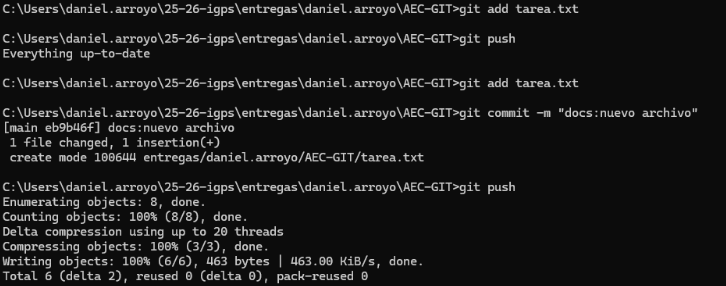 C:\Users\daniel.arroyo\25-26-igps\entregas\daniel.arroyo\AEC-GIT>git add tarea.txt
C:\Users\daniel.arroyo\25-26-igps\entregas\daniel.arroyo\AEC-GIT>git push
Everything up-to-date
C:\Users\daniel.arroyo\25-26-igps\entregas\daniel.arroyo\AEC-GIT>git add tarea.txt
C:\Users\daniel.arroyo\25-26-igps\entregas\daniel.arroyo\AEC-GIT>git commit -m "docs:nuevo archivo"
[main eb9b46f] docs:nuevo archivo
 1 file changed, 1 insertion(+)
 create mode 100644 entregas/daniel.arroyo/AEC-GIT/tarea.txt
C:\Users\daniel.arroyo\25-26-igps\entregas\daniel.arroyo\AEC-GIT>git push
Enumerating objects: 8, done.
Counting objects: 100% (8/8), done.
Delta compression using up to 20 threads
Compressing objects: 100% (3/3), done.
Writing objects: 100% (6/6), 463 bytes | 463.00 KiB/s, done.
Total 6 (delta 2), reused 0 (delta 0), pack-reused 0